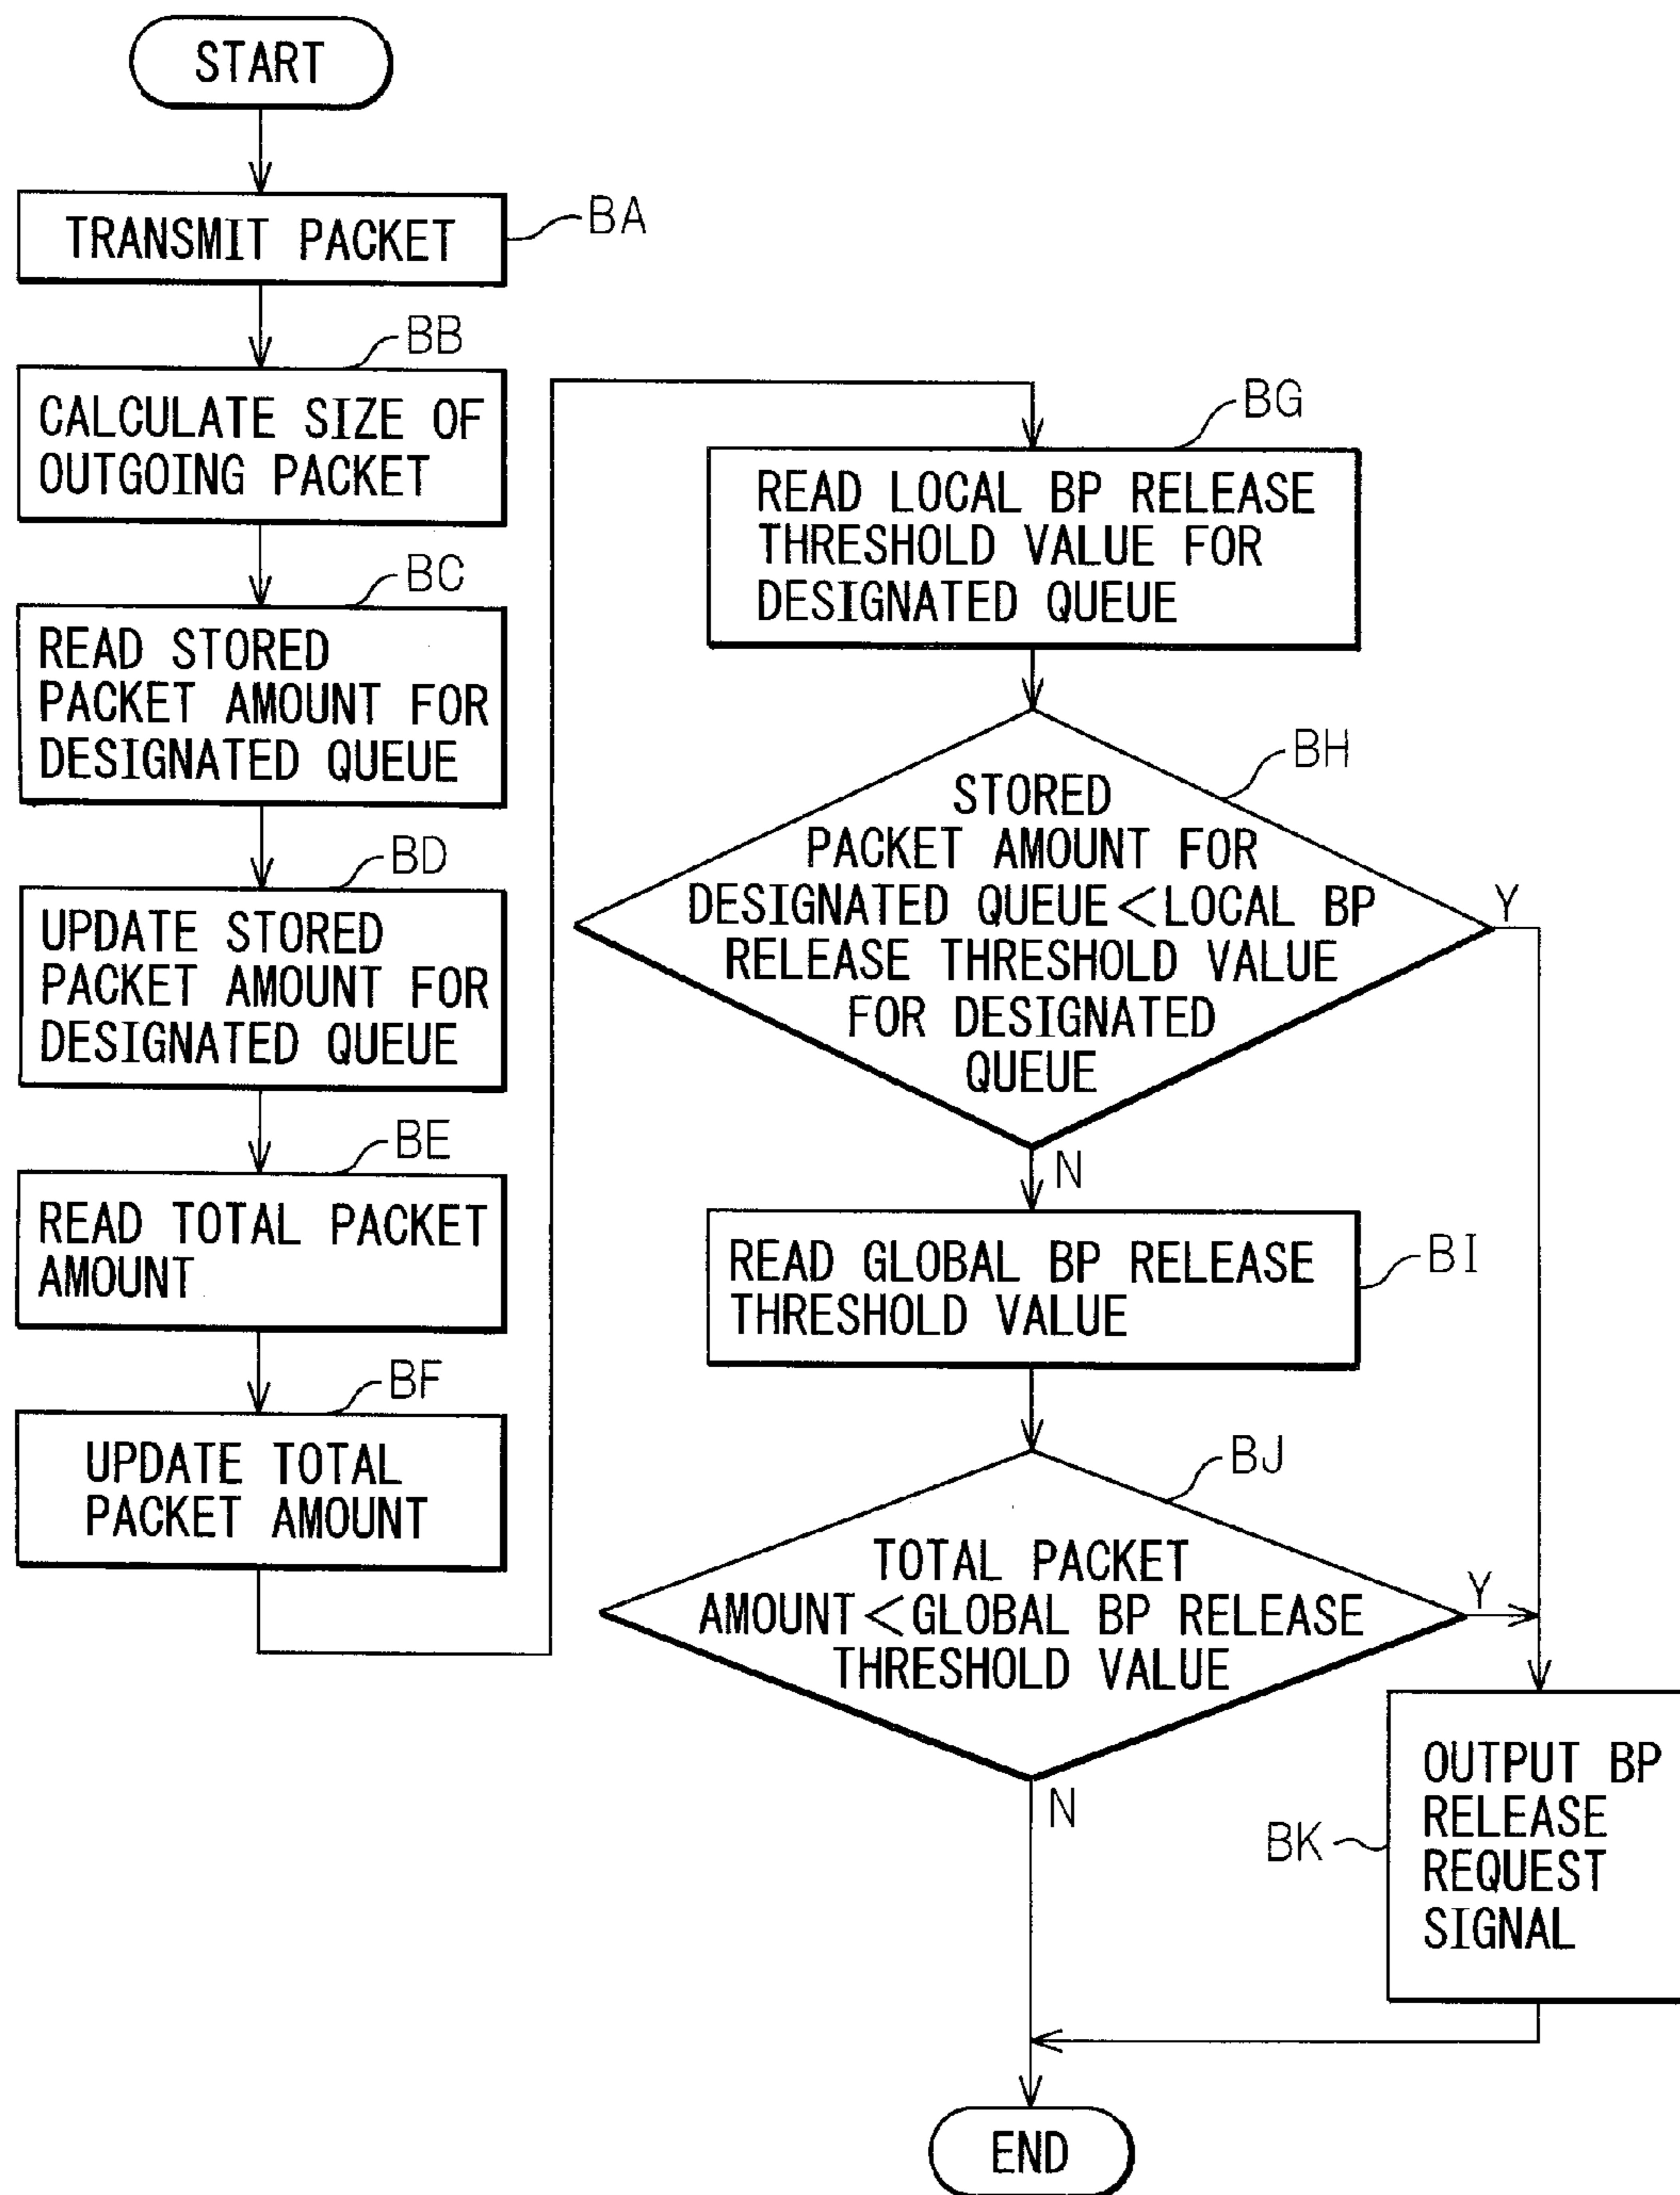 START
TRANSMIT PACKET
BA
BB
CALCULATE SIZE OF
OUTGOING PACKET
BC
READ STORED
PACKET AMOUNT FOR
DESIGNATED QUEUE
BD
UPDATE STORED
PACKET AMOUNT FOR
DESIGNATED QUEUE
BE
READ TOTAL PACKET
AMOUNT
BF
UPDATE TOTAL
PACKET AMOUNT
BG
READ LOCAL BP RELEASE
THRESHOLD VALUE FOR
DESIGNATED QUEUE
BH
STORED
PACKET AMOUNT FOR
DESIGNATED QUEUE<LOCAL BP
RELEASE THRESHOLD VALUE
FOR DESIGNATED
QUEUE
Y
N
READ GLOBAL BP RELEASE
THRESHOLD VALUE
BI
BJ
TOTAL PACKET
AMOUNT<GLOBAL BP RELEASE
THRESHOLD VALUE
Y
N
BK
OUTPUT BP
RELEASE
REQUEST
SIGNAL
END